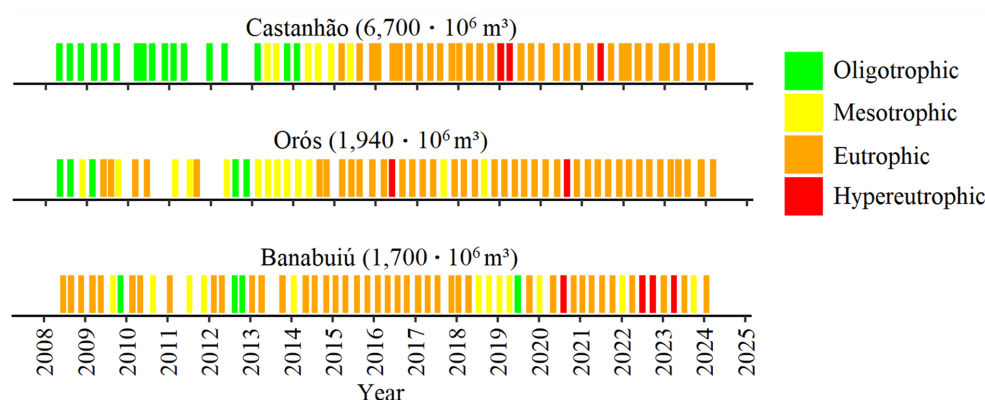 Castanhão (6,700 · 10⁶ m³)
Oligotrophic
Mesotrophic
Eutrophic
Hypereutrophic
Orós (1,940 · 10⁶ m³)
Banabuiú (1,700 · 10⁶ m³)
2008 2009 2010 2011 2012 2013 2014 2015 2016 2017 2018 2019 2020 2021 2022 2023 2024 2025
Year